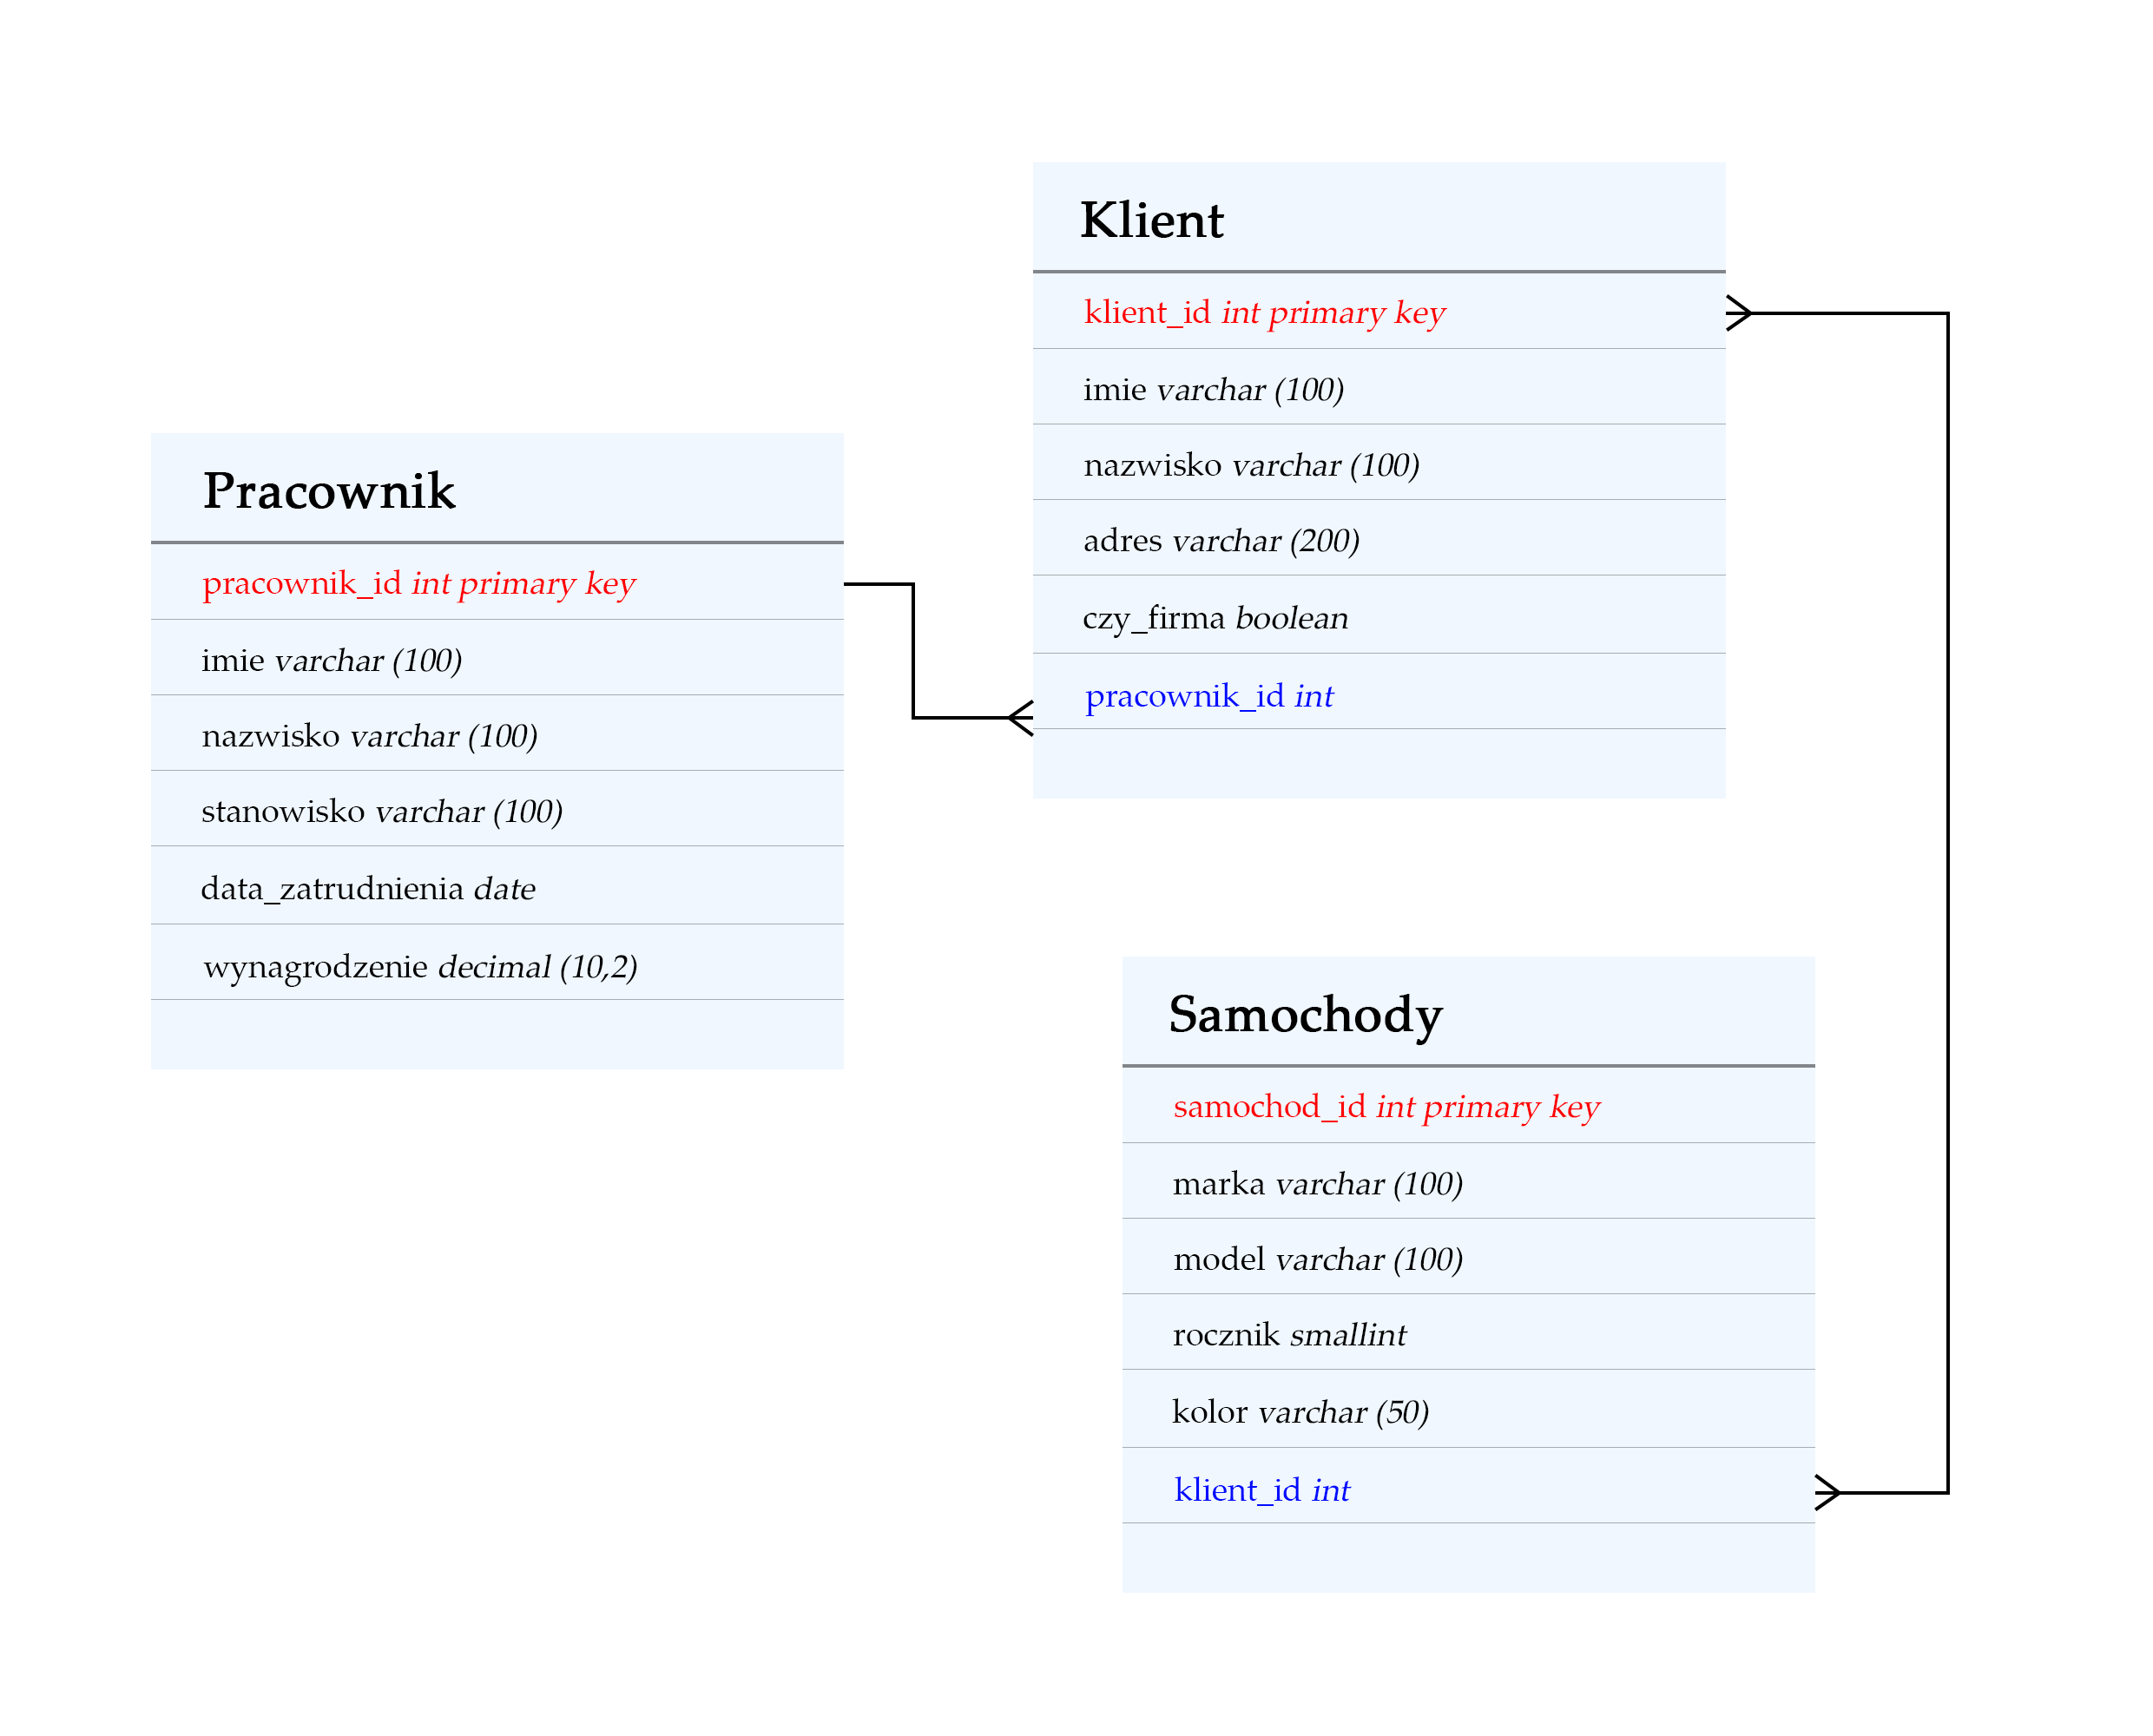 Pracownik
pracownik_id int primary key
imie varchar (100)
nazwisko varchar (100)
stanowisko varchar (100)
data_zatrudnienia date
wynagrodzenie decimal (10,2)
Klient
klient_id int primary key
imie varchar (100)
nazwisko varchar (100)
adres varchar (200)
czy_firma boolean
pracownik_id int
Samochody
samochod_id int primary key
marka varchar (100)
model varchar (100)
rocznik smallint
kolor varchar (50)
klient_id int